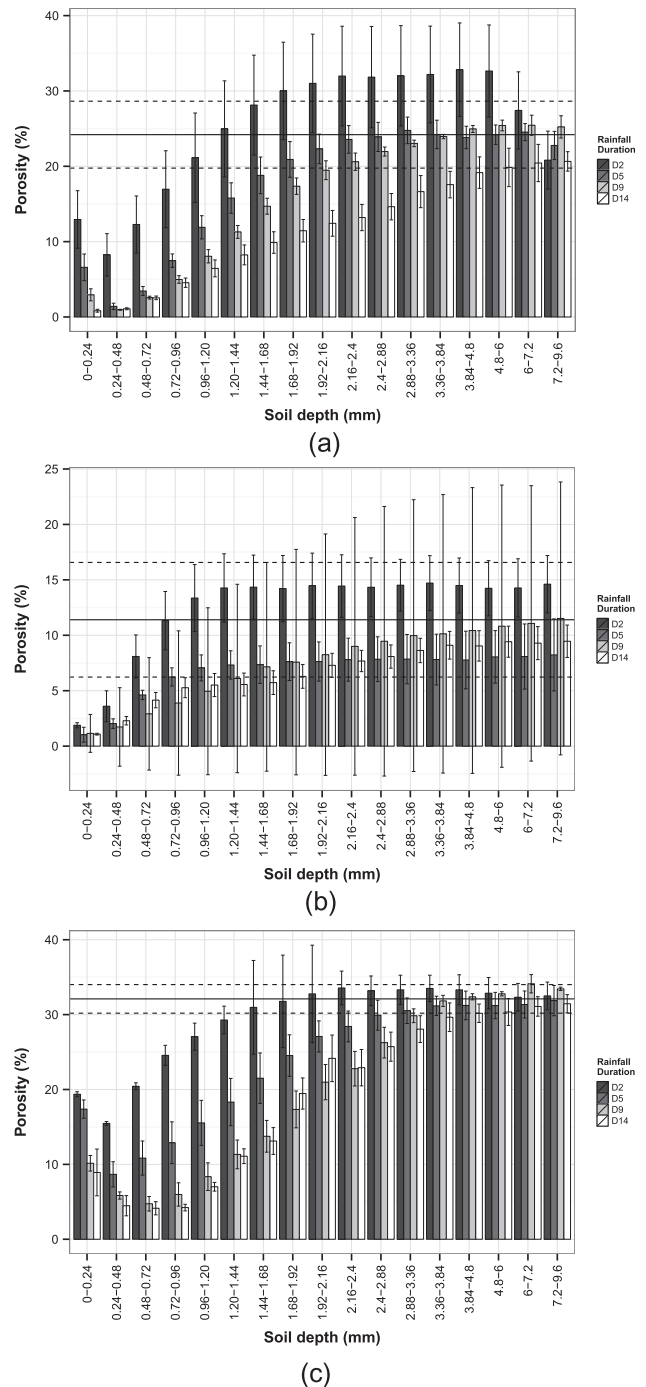 40
30
20
10
0
Porosity (%)
0−0.24
0.24−0.48
0.48−0.72
0.72−0.96
0.96−1.20
1.20−1.44
1.44−1.68
1.68−1.92
1.92−2.16
2.16−2.4
2.4−2.88
2.88−3.36
3.36−3.84
3.84−4.8
4.8−6
6−7.2
7.2−9.6
Soil depth (mm)
Rainfall
Duration
D2
D5
D9
D14
(a)
25
20
15
10
5
0
Porosity (%)
0−0.24
0.24−0.48
0.48−0.72
0.72−0.96
0.96−1.20
1.20−1.44
1.44−1.68
1.68−1.92
1.92−2.16
2.16−2.4
2.4−2.88
2.88−3.36
3.36−3.84
3.84−4.8
4.8−6
6−7.2
7.2−9.6
Soil depth (mm)
Rainfall
Duration
D2
D5
D9
D14
(b)
40
30
20
10
0
Porosity (%)
0−0.24
0.24−0.48
0.48−0.72
0.72−0.96
0.96−1.20
1.20−1.44
1.44−1.68
1.68−1.92
1.92−2.16
2.16−2.4
2.4−2.88
2.88−3.36
3.36−3.84
3.84−4.8
4.8−6
6−7.2
7.2−9.6
Soil depth (mm)
Rainfall
Duration
D2
D5
D9
D14
(c)